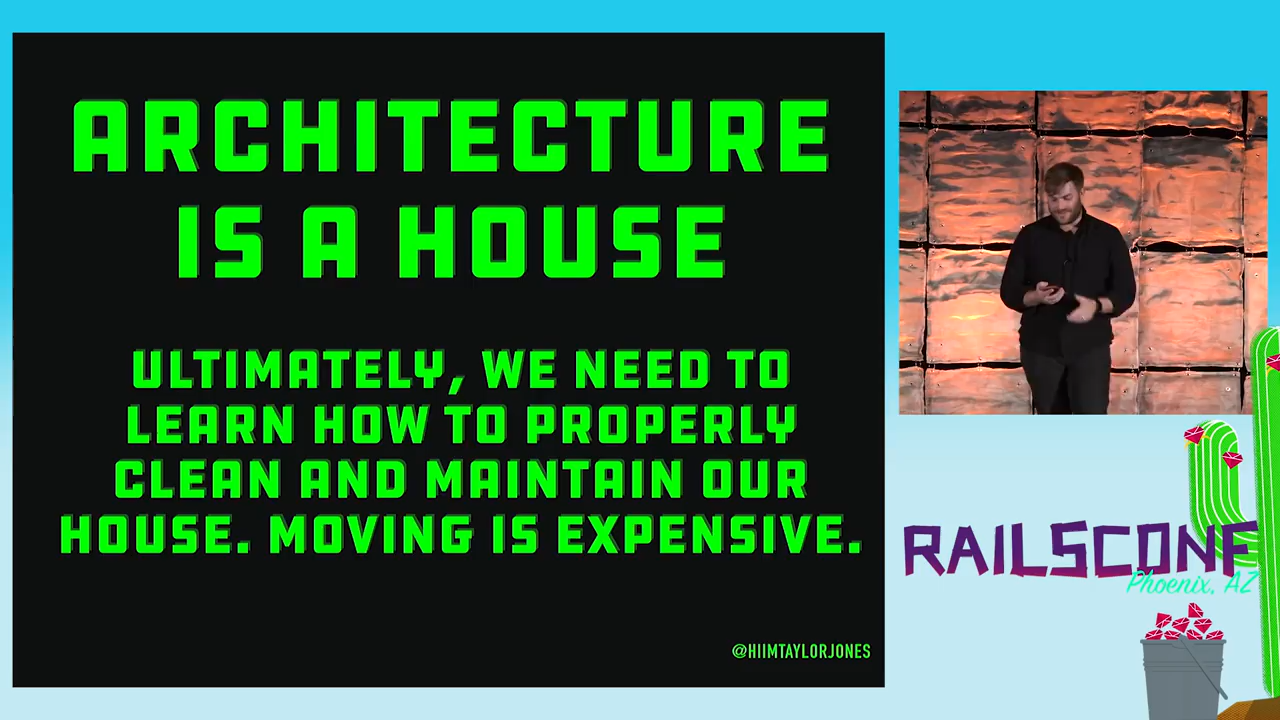 ARCHITECTURE
IS A HOUSE
ULTIMATELY, WE NEED TO
LEARN HOW TO PROPERLY
CLEAN AND MAINTAIN OUR
HOUSE. MOVING IS EXPENSIVE.
@HIIMTAYLORJONES
RAILSCONF
Phoenix, AZ